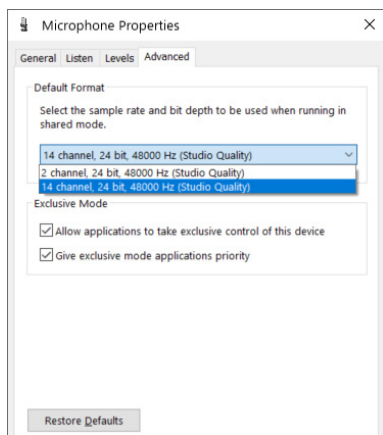 Microphone Properties
General Listen Levels Advanced
Default Format
Select the sample rate and bit depth to be used when running in
shared mode.
14 channel, 24 bit, 48000 Hz (Studio Quality)
2 channel, 24 bit, 48000 Hz (Studio Quality)
14 channel, 24 bit, 48000 Hz (Studio Quality)
Exclusive Mode
Allow applications to take exclusive control of this device
Give exclusive mode applications priority
Restore Defaults